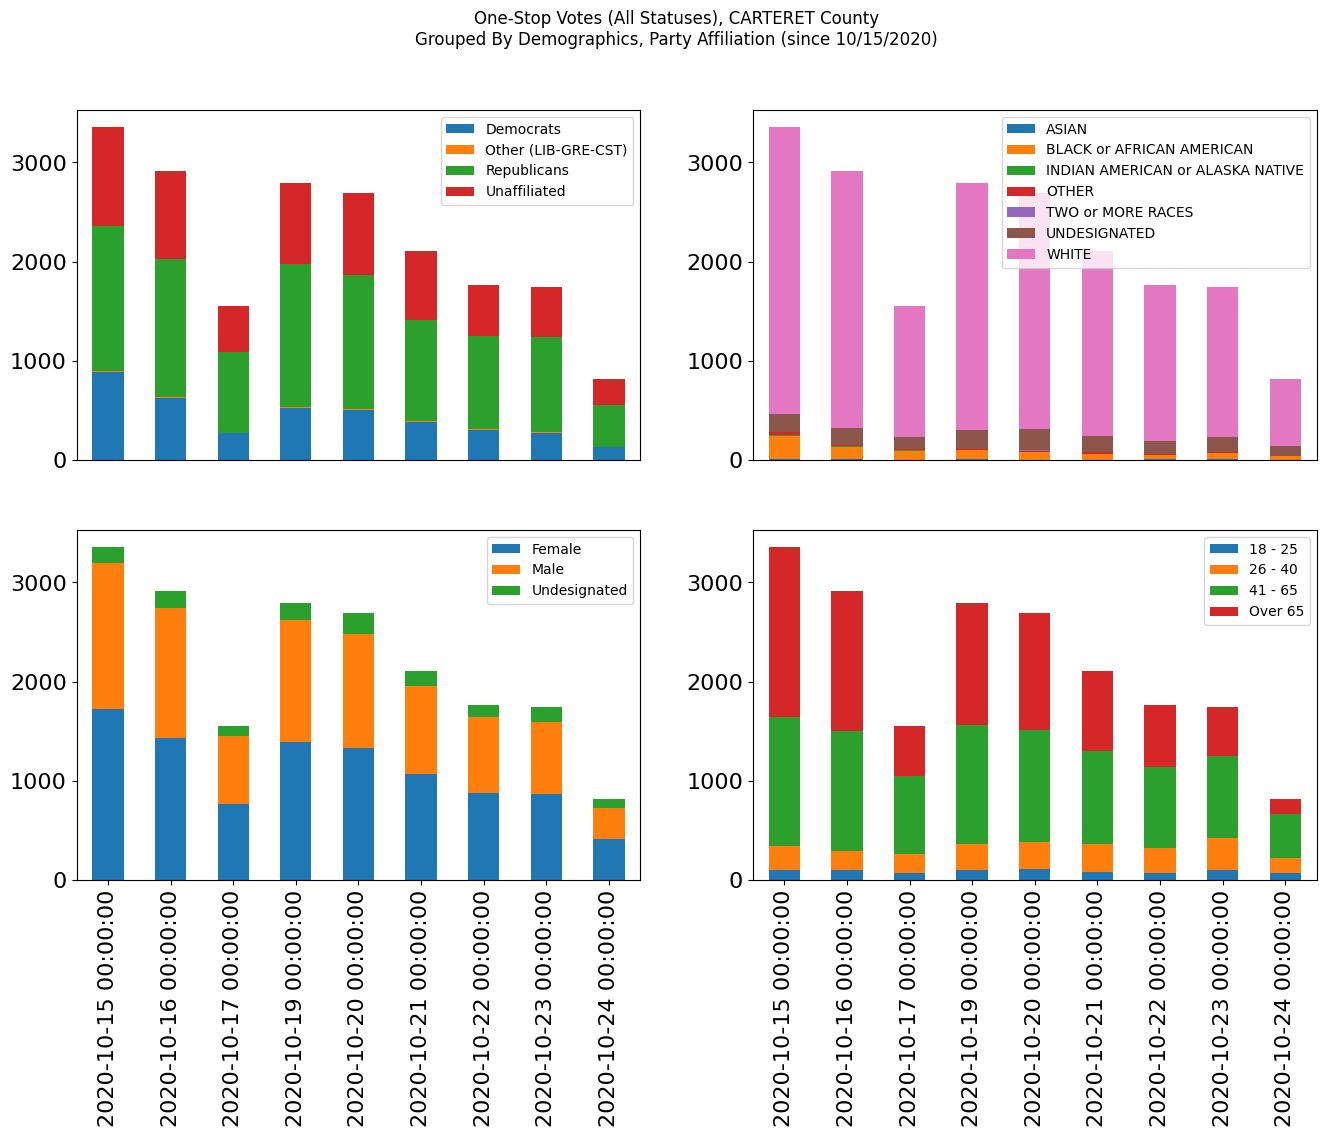 One-Stop Votes (All Statuses), CARTERET County
Grouped By Demographics, Party Affiliation (since 10/15/2020)
3000
2000
1000
0
Democrats
Other (LIB-GRE-CST)
Republicans
Unaffiliated
3000
2000
1000
0
ASIAN
BLACK or AFRICAN AMERICAN
INDIAN AMERICAN or ALASKA NATIVE
OTHER
TWO or MORE RACES
UNDESIGNATED
WHITE
3000
2000
1000
0
Female
Male
Undesignated
2020-10-15 00:00:00
2020-10-16 00:00:00
2020-10-17 00:00:00
2020-10-19 00:00:00
2020-10-20 00:00:00
2020-10-21 00:00:00
2020-10-22 00:00:00
2020-10-23 00:00:00
2020-10-24 00:00:00
3000
2000
1000
0
18 - 25
26 - 40
41 - 65
Over 65
2020-10-15 00:00:00
2020-10-16 00:00:00
2020-10-17 00:00:00
2020-10-19 00:00:00
2020-10-20 00:00:00
2020-10-21 00:00:00
2020-10-22 00:00:00
2020-10-23 00:00:00
2020-10-24 00:00:00